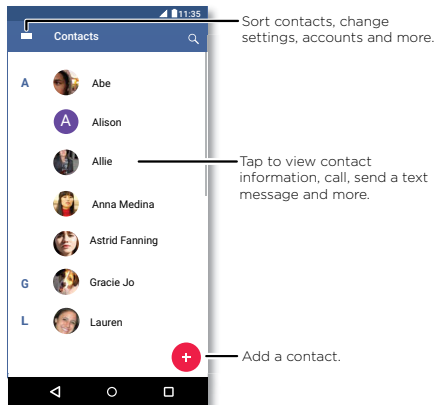 11:35
Contacts
Sort contacts, change
settings, accounts and more.
A
Abe
A
Alison
Allie
Tap to view contact
information, call, send a text
message and more.
Anna Medina
Astrid Fanning
G
Gracie Jo
L
Lauren
+
Add a contact.